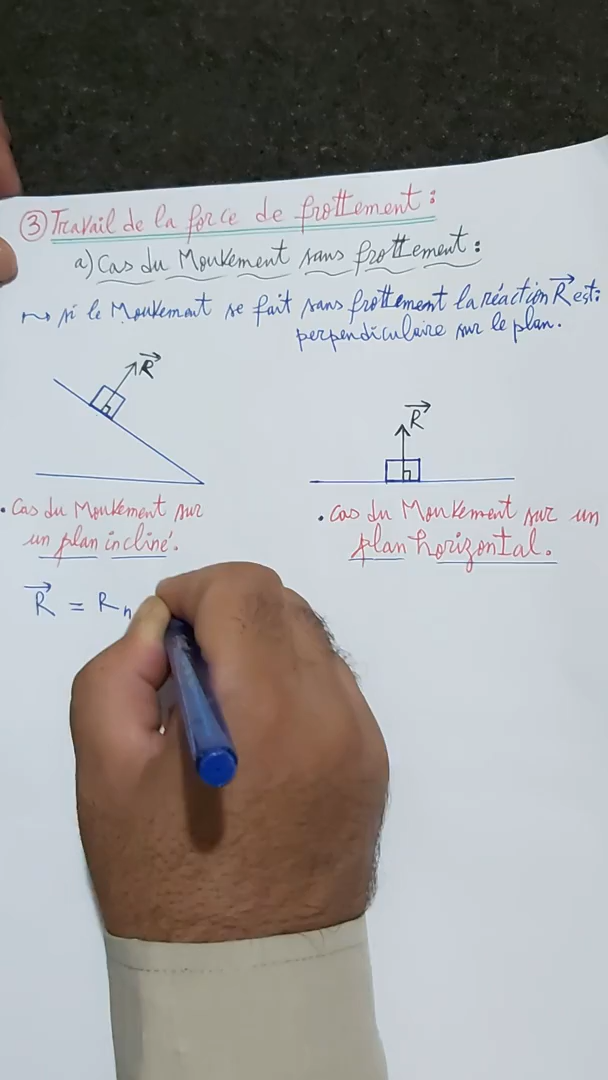 ③ Travail de la force de frottement :
a) Cas du Mouvement sans frottement :
⇝ si le Mouvement se fait sans frottement la réaction R⃗ est :
perpendiculaire sur le plan.
R⃗
R⃗
• Cas du Mouvement sur
un plan incliné.
• Cas du Mouvement sur un
plan horizontal.
R⃗ = Rn